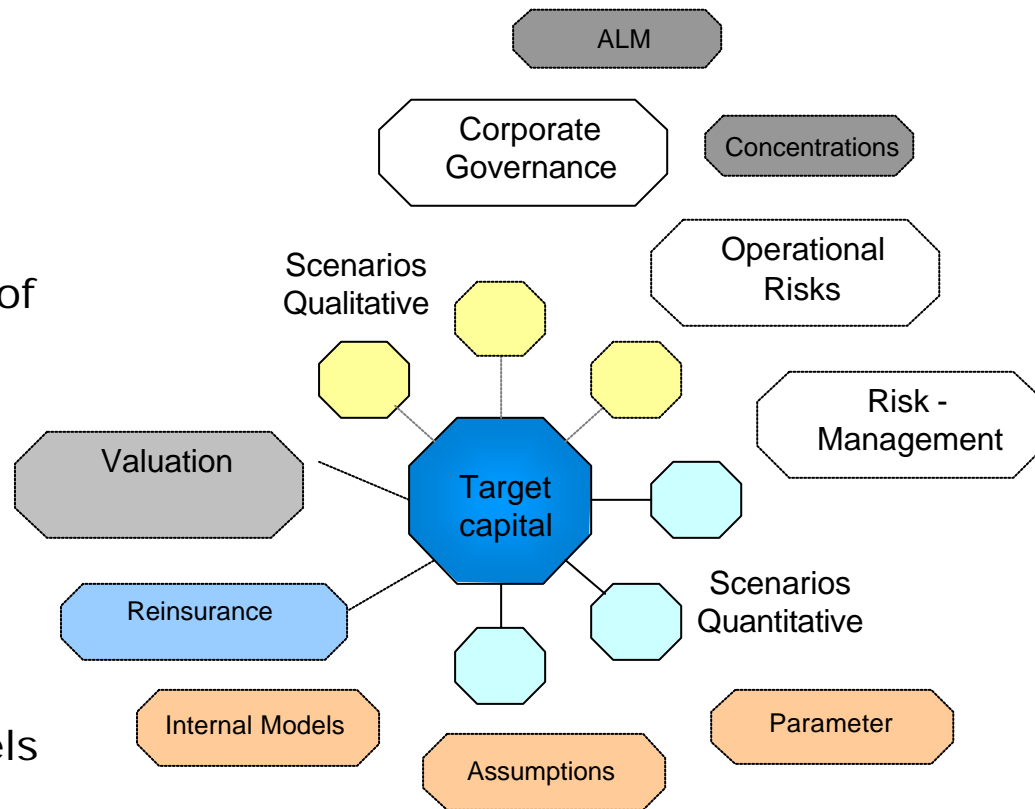 ALM
Corporate
Governance
Concentrations
Operational
Risks
Scenarios
Qualitative
of
Risk -
Management
Valuation
Target
capital
Scenarios
Quantitative
Reinsurance
Internal Models
Parameter
els
Assumptions